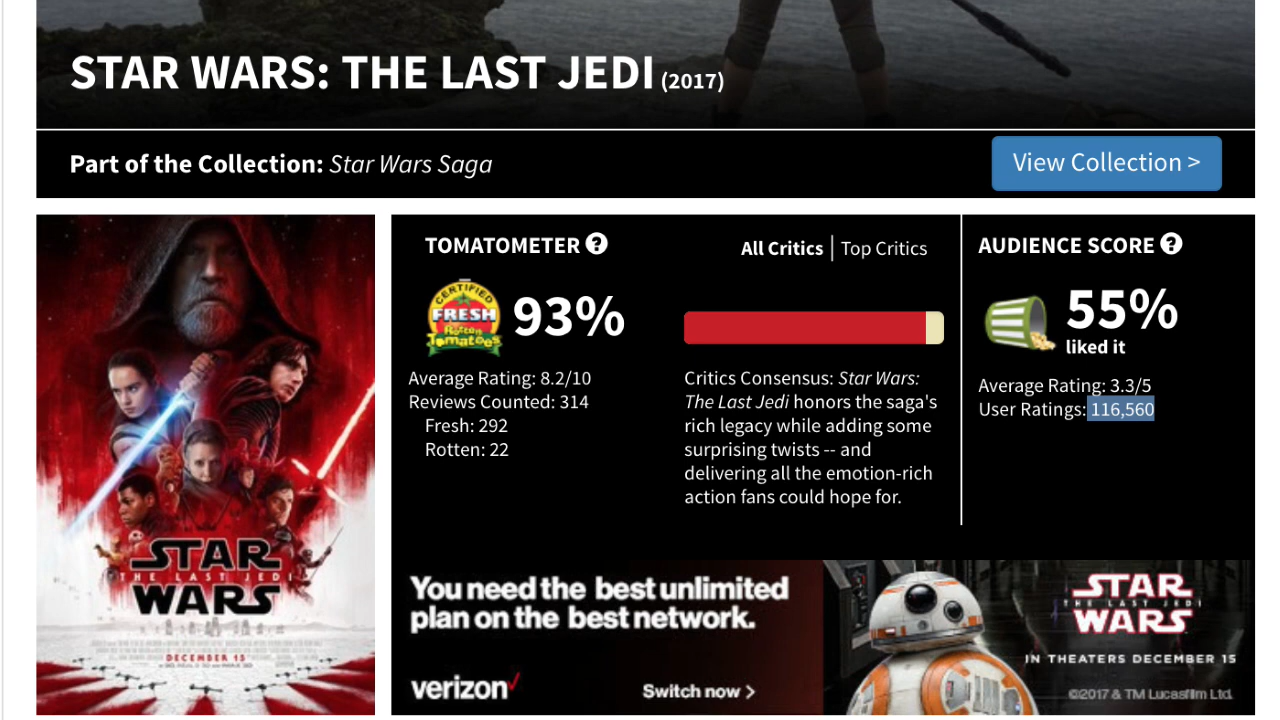 STAR WARS: THE LAST JEDI (2017)
Part of the Collection: Star Wars Saga
View Collection >
STAR
THE LAST JEDI
WARS
DECEMBER 15
TOMATOMETER ?
All Critics | Top Critics
CERTIFIED
FRESH
Rotten
Tomatoes
93%
Average Rating: 8.2/10
Reviews Counted: 314
Fresh: 292
Rotten: 22
Critics Consensus: Star Wars:
The Last Jedi honors the saga's
rich legacy while adding some
surprising twists -- and
delivering all the emotion-rich
action fans could hope for.
AUDIENCE SCORE ?
55%
liked it
Average Rating: 3.3/5
User Ratings: 116,560
You need the best unlimited
plan on the best network.
verizon
Switch now >
STAR
THE LAST JEDI
WARS
IN THEATERS DECEMBER 15
©2017 & TM Lucasfilm Ltd.